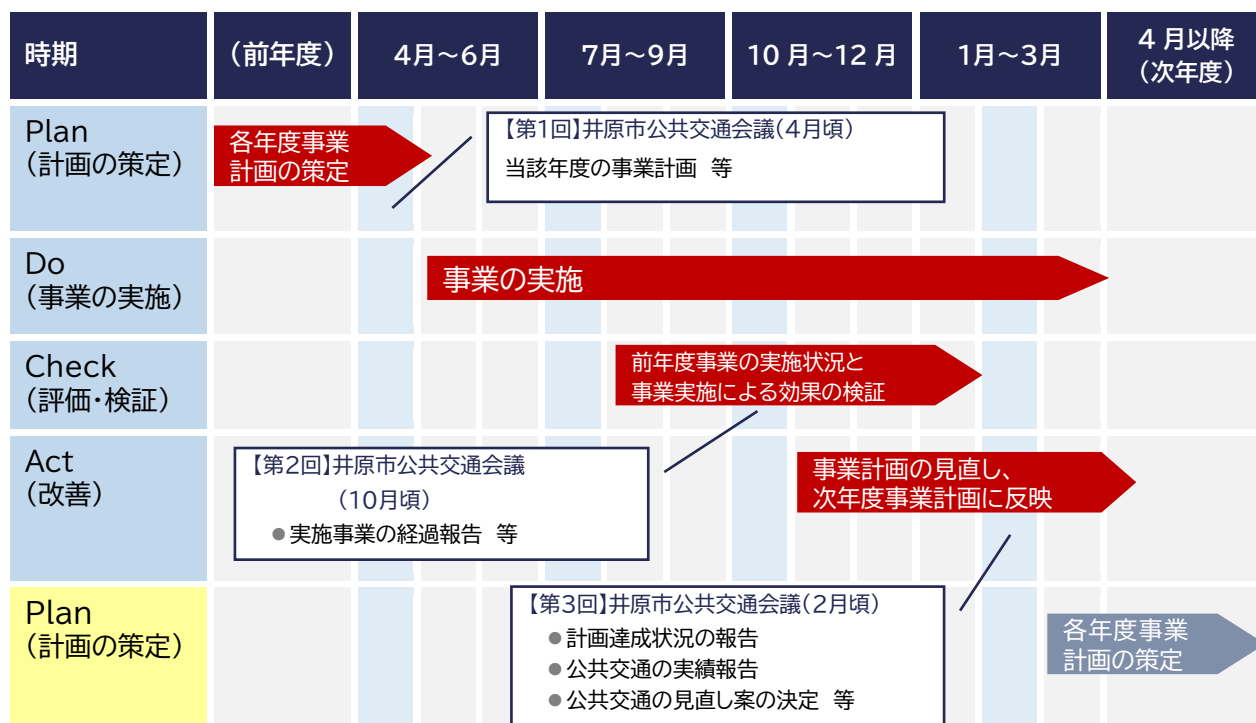 時期
(前年度)
4月～6月
7月～9月
10月～12月
1月～3月
4月以降
(次年度)
Plan
(計画の策定)
各年度事業
計画の策定
【第1回】井原市公共交通会議(4月頃)
当該年度の事業計画 等
Do
(事業の実施)
事業の実施
Check
(評価・検証)
前年度事業の実施状況と
事業実施による効果の検証
Act
(改善)
【第2回】井原市公共交通会議
(10月頃)
●実施事業の経過報告 等
事業計画の見直し、
次年度事業計画に反映
Plan
(計画の策定)
【第3回】井原市公共交通会議(2月頃)
●計画達成状況の報告
●公共交通の実績報告
●公共交通の見直し案の決定 等
各年度事業
計画の策定